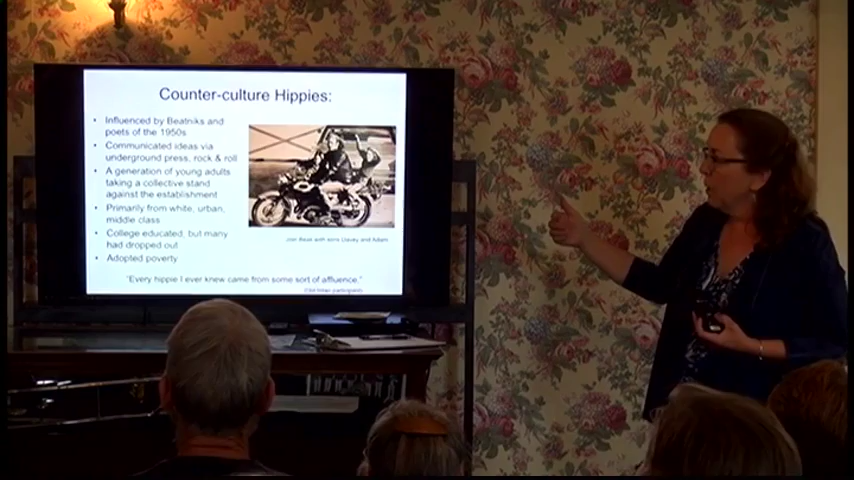 Counter-culture Hippies:
• Influenced by Beatniks and
poets of the 1950s
• Communicated ideas via
underground press, rock & roll
• A generation of young adults
taking a collective stand
against the establishment
• Primarily from white, urban,
middle class
• College educated, but many
had dropped out
• Adopted poverty
with sons Davey and Adam
"Every hippie I ever knew came from some sort of affluence."